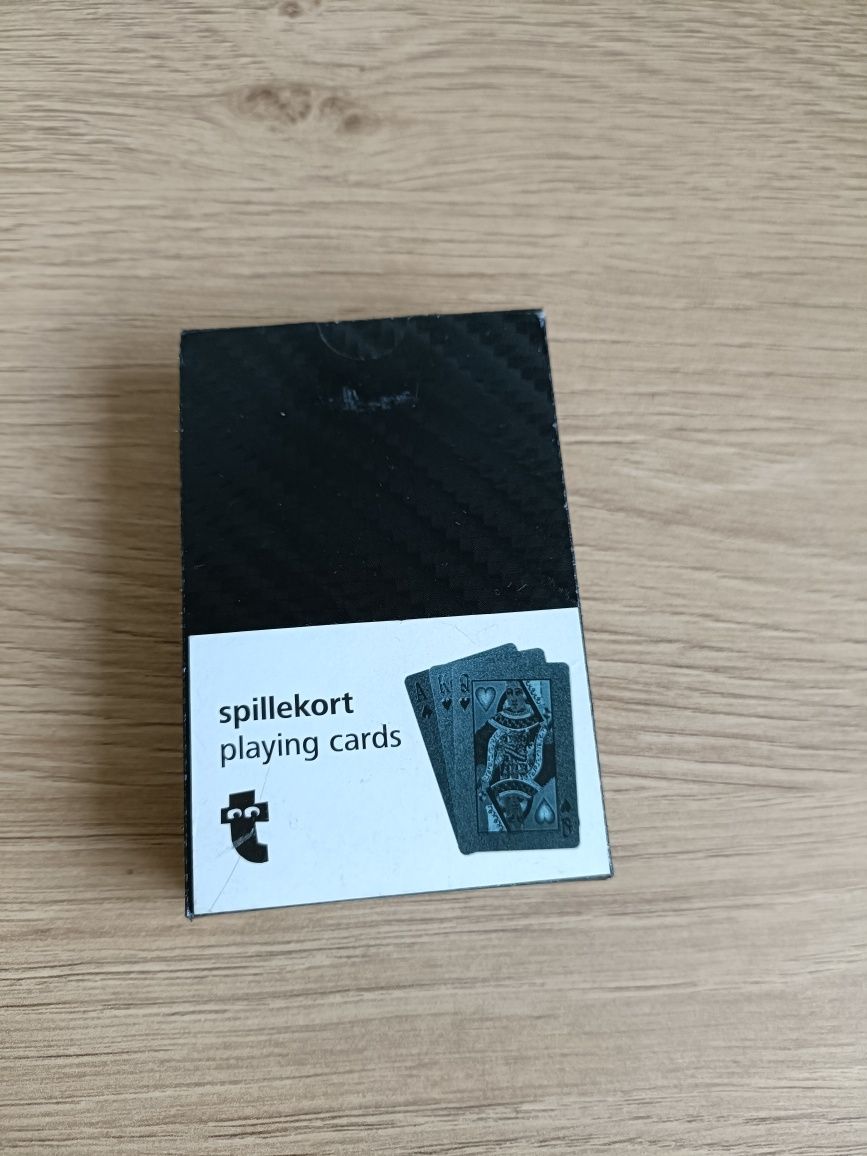 spillekort
playing cards
A
K
Q
Q